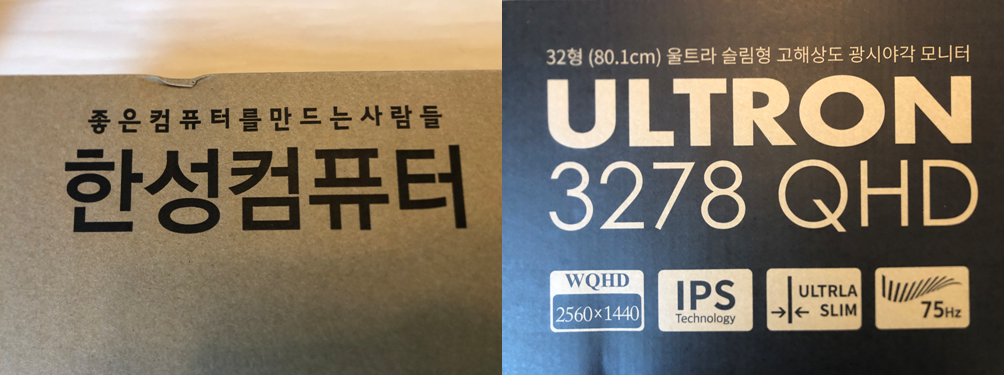 좋은컴퓨터를만드는사람들
한성컴퓨터
32형 (80.1cm) 울트라 슬림형 고해상도 광시야각 모니터
ULTRON
3278 QHD
WQHD
2560×1440
IPS
Technology
ULTRLA
SLIM
75Hz